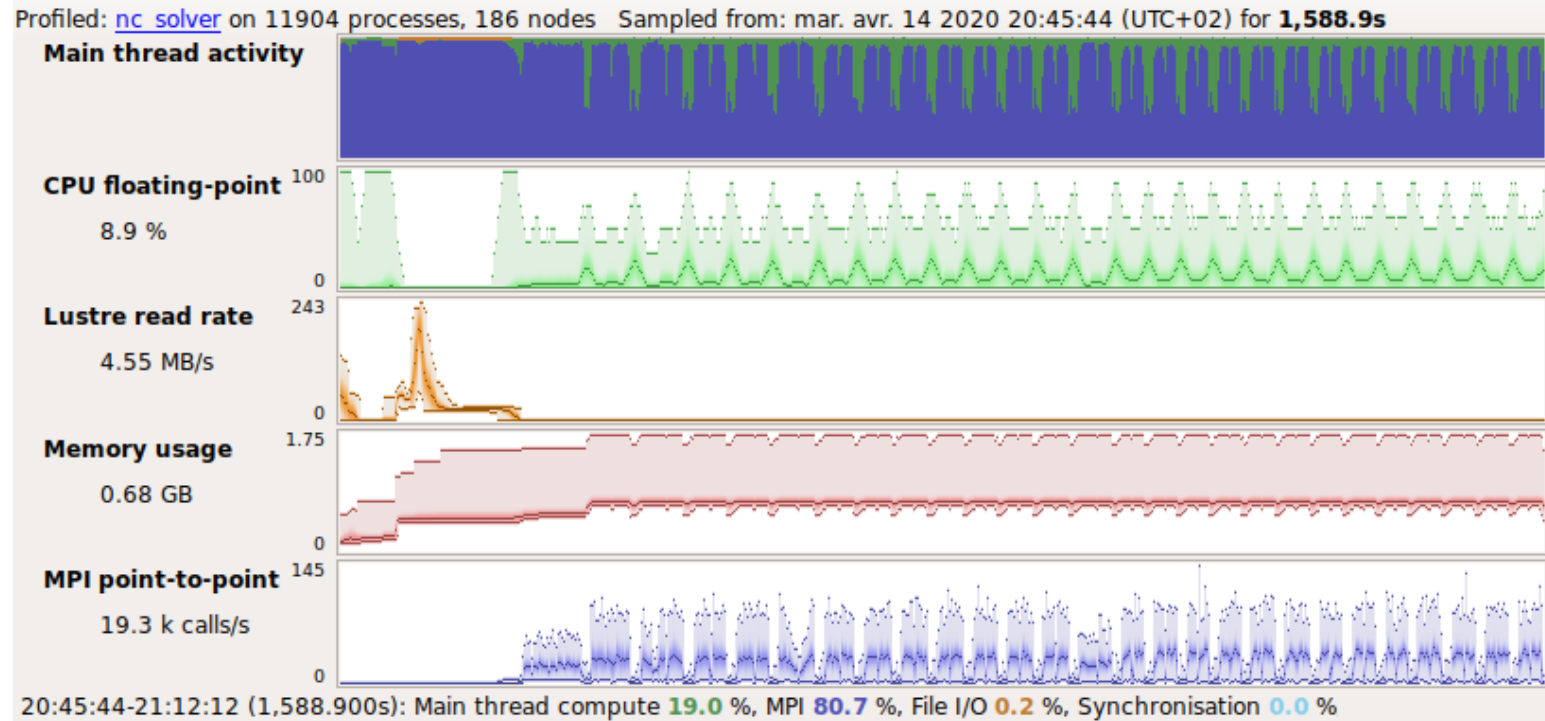 Profiled: nc_solver on 11904 processes, 186 nodes Sampled from: mar. avr. 14 2020 20:45:44 (UTC+02) for 1,588.9s
Main thread activity
CPU floating-point 100
8.9 %
0
Lustre read rate 243
4.55 MB/s
0
Memory usage 1.75
0.68 GB
0
MPI point-to-point 145
19.3 k calls/s
0
20:45:44-21:12:12 (1,588.900s): Main thread compute 19.0 %, MPI 80.7 %, File I/O 0.2 %, Synchronisation 0.0 %